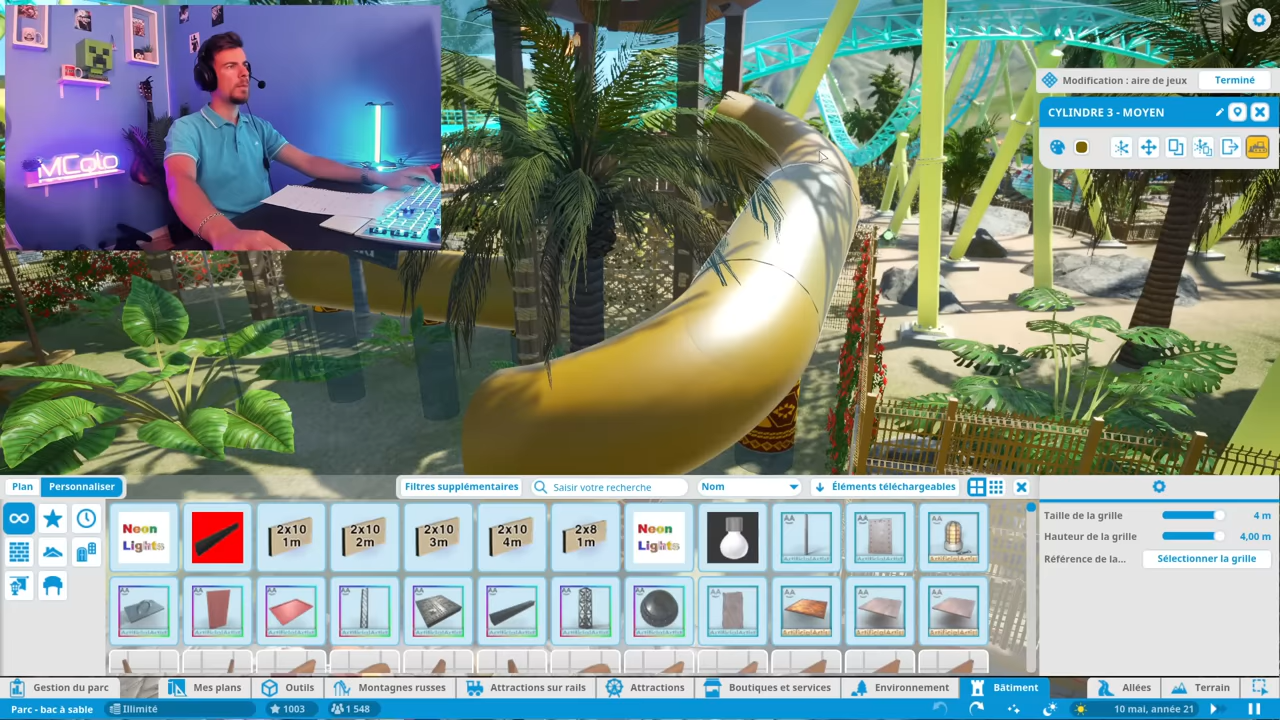 MColo
Modification : aire de jeux
Terminé
CYLINDRE 3 - MOYEN
Plan
Personnaliser
Filtres supplémentaires
Saisir votre recherche
Nom
Éléments téléchargeables
Neon
Lights
2x10
1m
2x10
2m
2x10
3m
2x10
4m
2x8
1m
Neon
Lights
Taille de la grille
4 m
Hauteur de la grille
4,00 m
Référence de la...
Sélectionner la grille
Gestion du parc
Mes plans
Outils
Montagnes russes
Attractions sur rails
Attractions
Boutiques et services
Environnement
Bâtiment
Allées
Terrain
Parc - bac à sable
Illimité
1003
1 548
10 mai, année 21